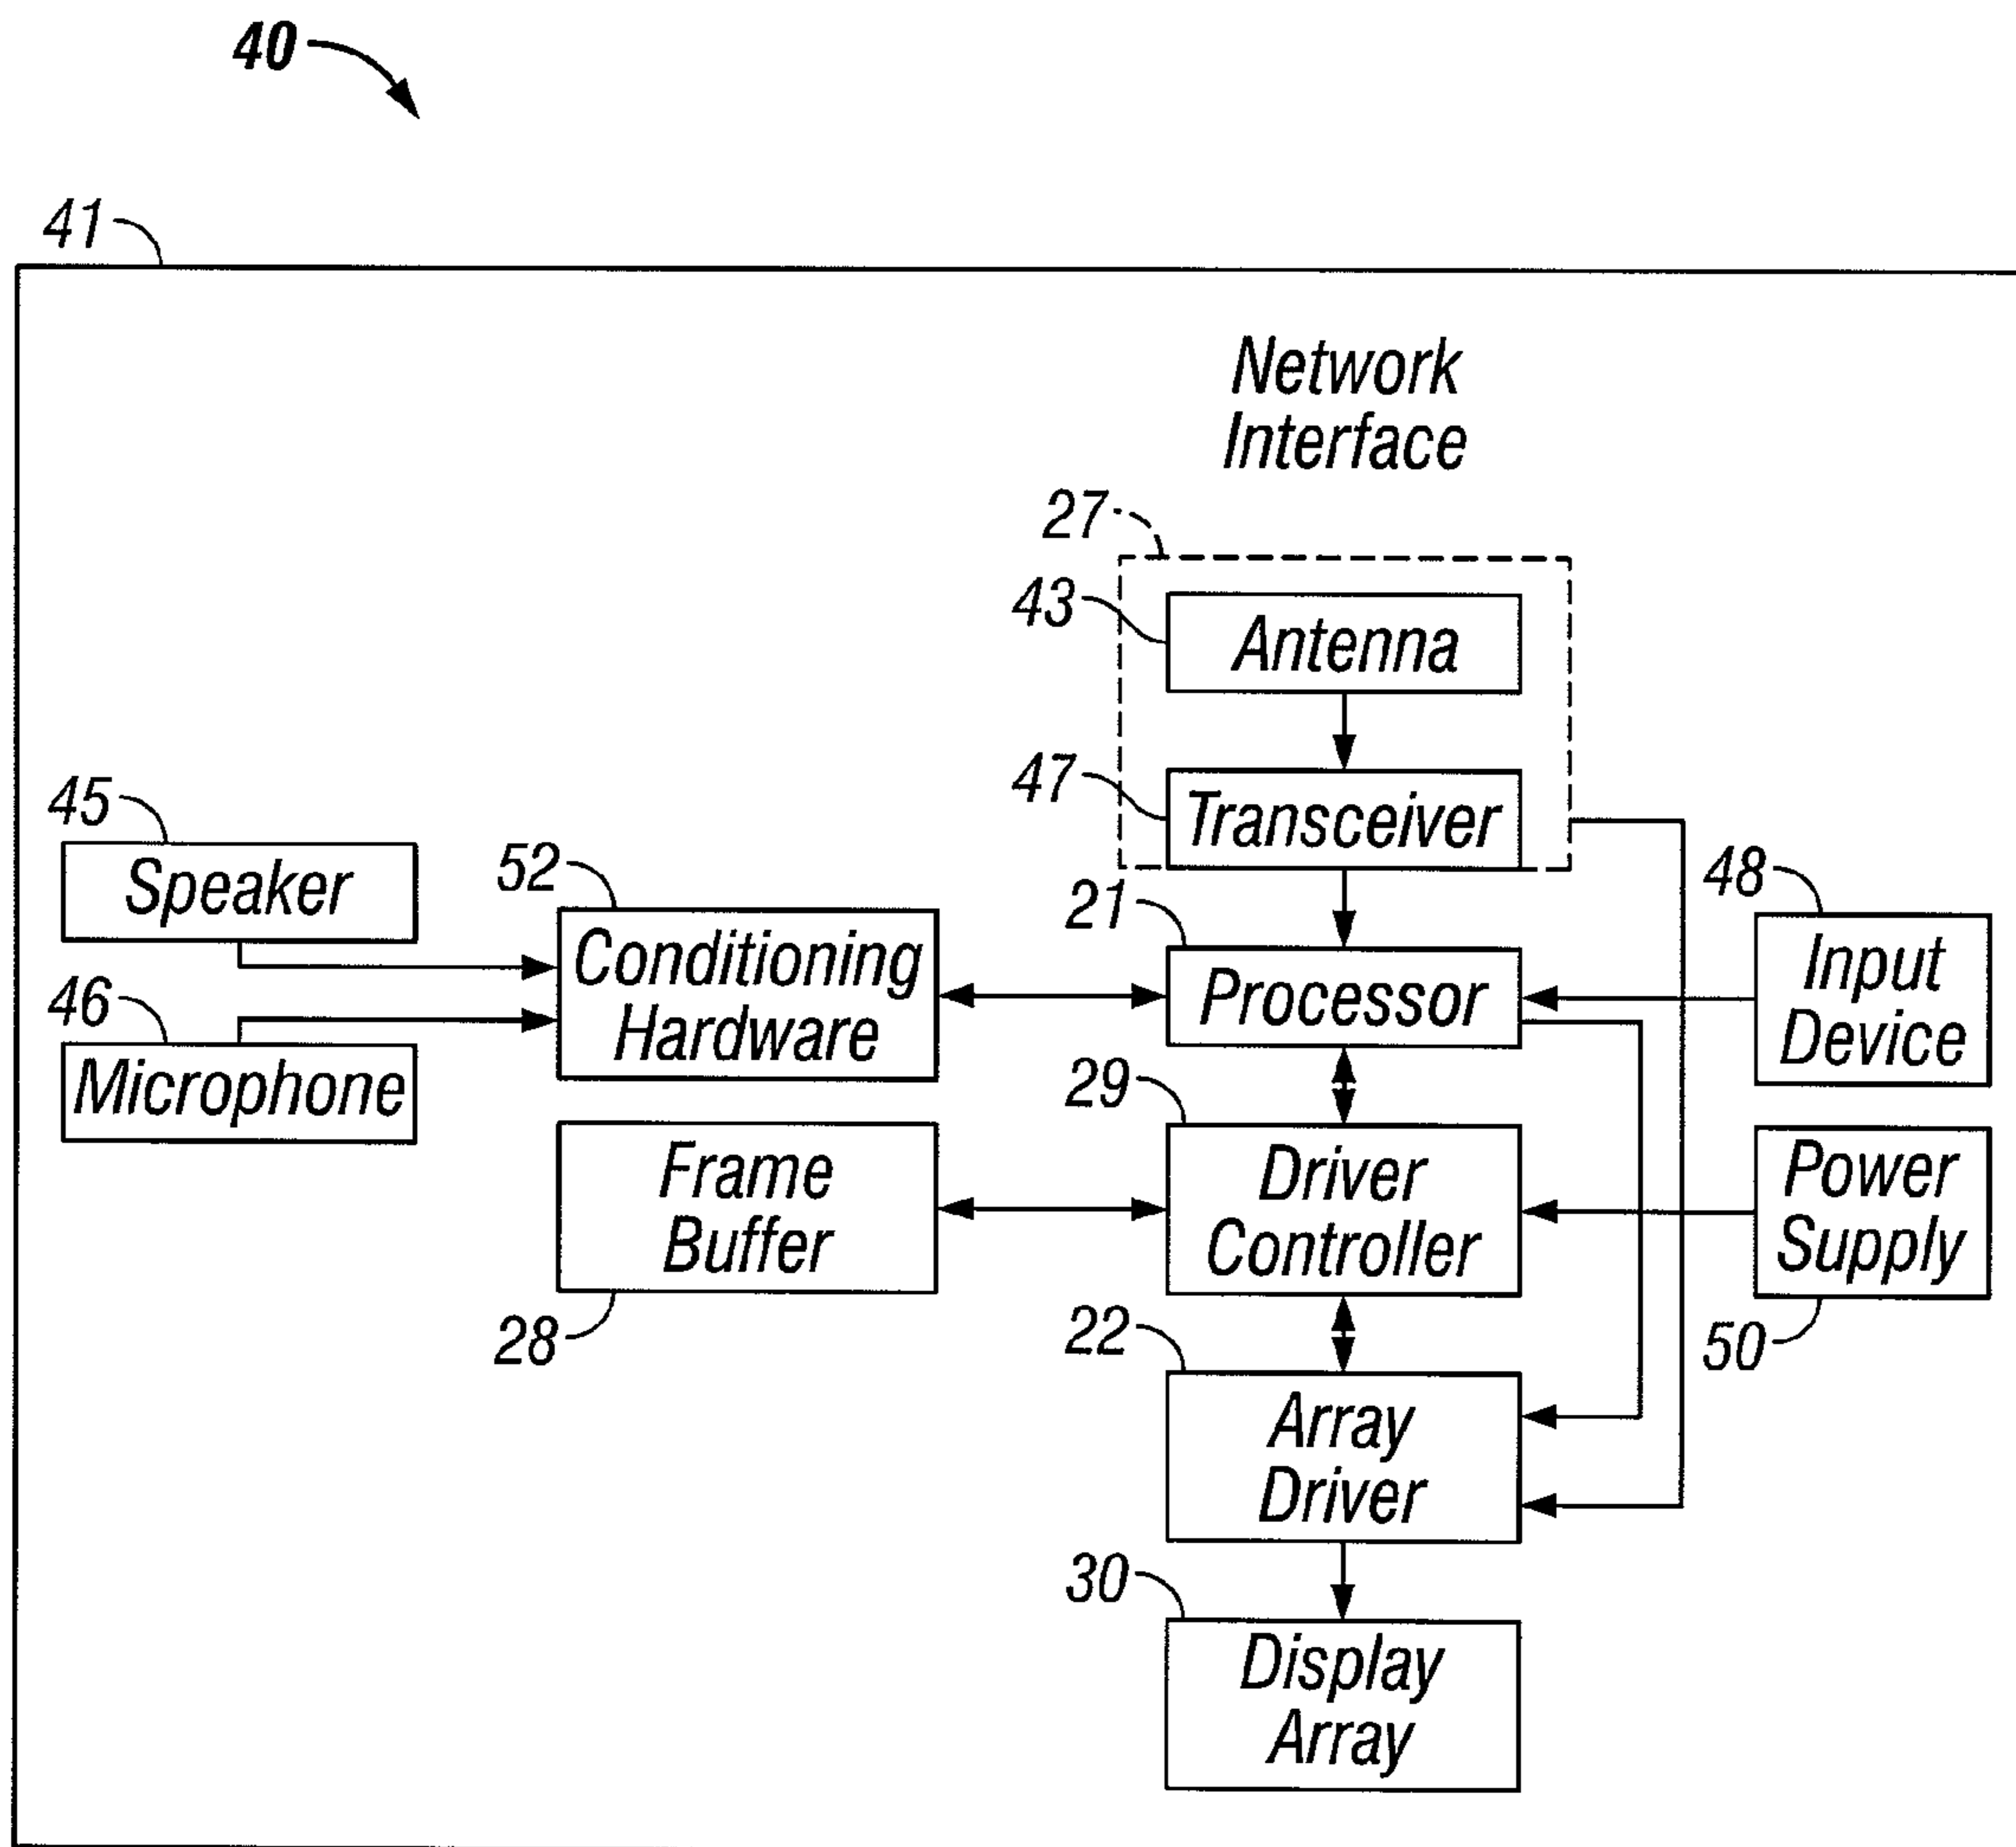 40
41
Network
Interface
27
43
Antenna
47
Transceiver
45
Speaker
52
Conditioning
Hardware
21
Processor
48
Input
Device
46
Microphone
29
Driver
Controller
Frame
Buffer
28
Power
Supply
50
22
Array
Driver
30
Display
Array